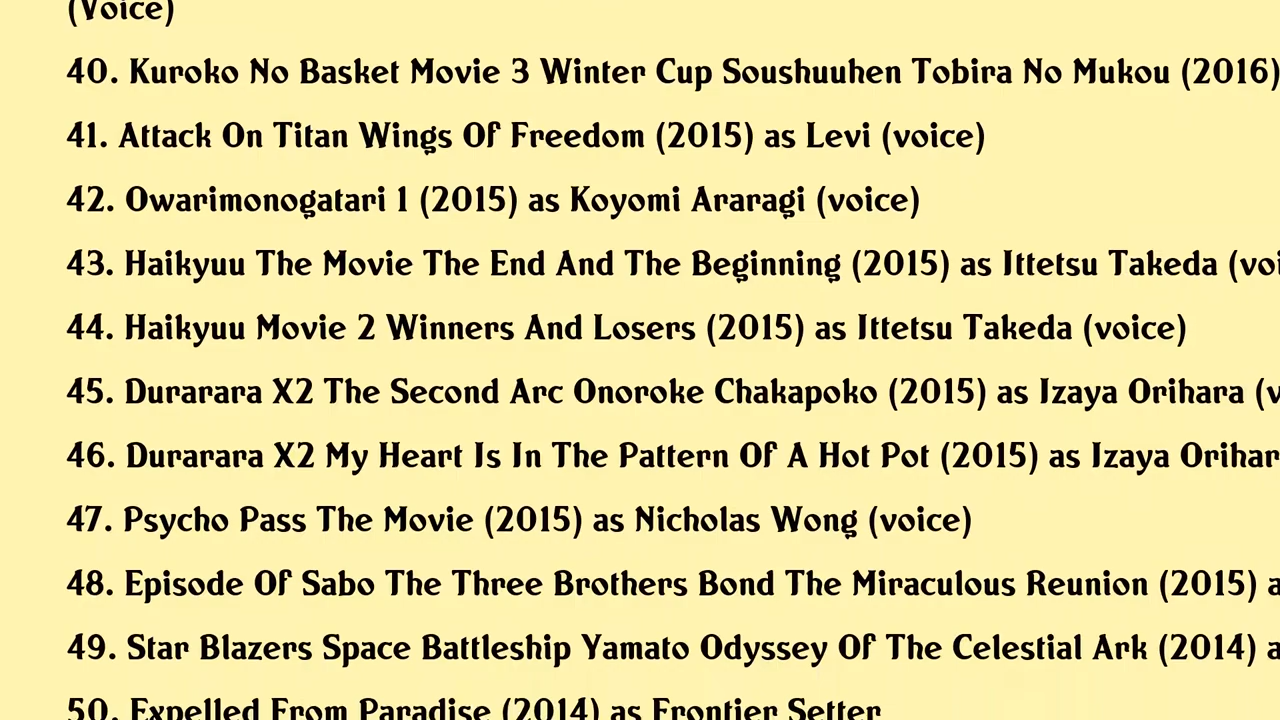 (Voice)
40. Kuroko No Basket Movie 3 Winter Cup Soushuuhen Tobira No Mukou (2016)
41. Attack On Titan Wings Of Freedom (2015) as Levi (voice)
42. Owarimonogatari 1 (2015) as Koyomi Araragi (voice)
43. Haikyuu The Movie The End And The Beginning (2015) as Ittetsu Takeda (voi
44. Haikyuu Movie 2 Winners And Losers (2015) as Ittetsu Takeda (voice)
45. Durarara X2 The Second Arc Onoroke Chakapoko (2015) as Izaya Orihara (v
46. Durarara X2 My Heart Is In The Pattern Of A Hot Pot (2015) as Izaya Orihar
47. Psycho Pass The Movie (2015) as Nicholas Wong (voice)
48. Episode Of Sabo The Three Brothers Bond The Miraculous Reunion (2015) a
49. Star Blazers Space Battleship Yamato Odyssey Of The Celestial Ark (2014) a
50. Expelled From Paradise (2014) as Frontier Setter